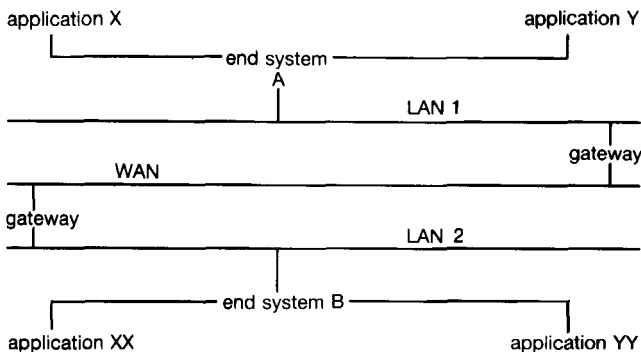 application X
application Y
end system
A
LAN 1
gateway
WAN
gateway
LAN 2
end system B
application XX
application YY